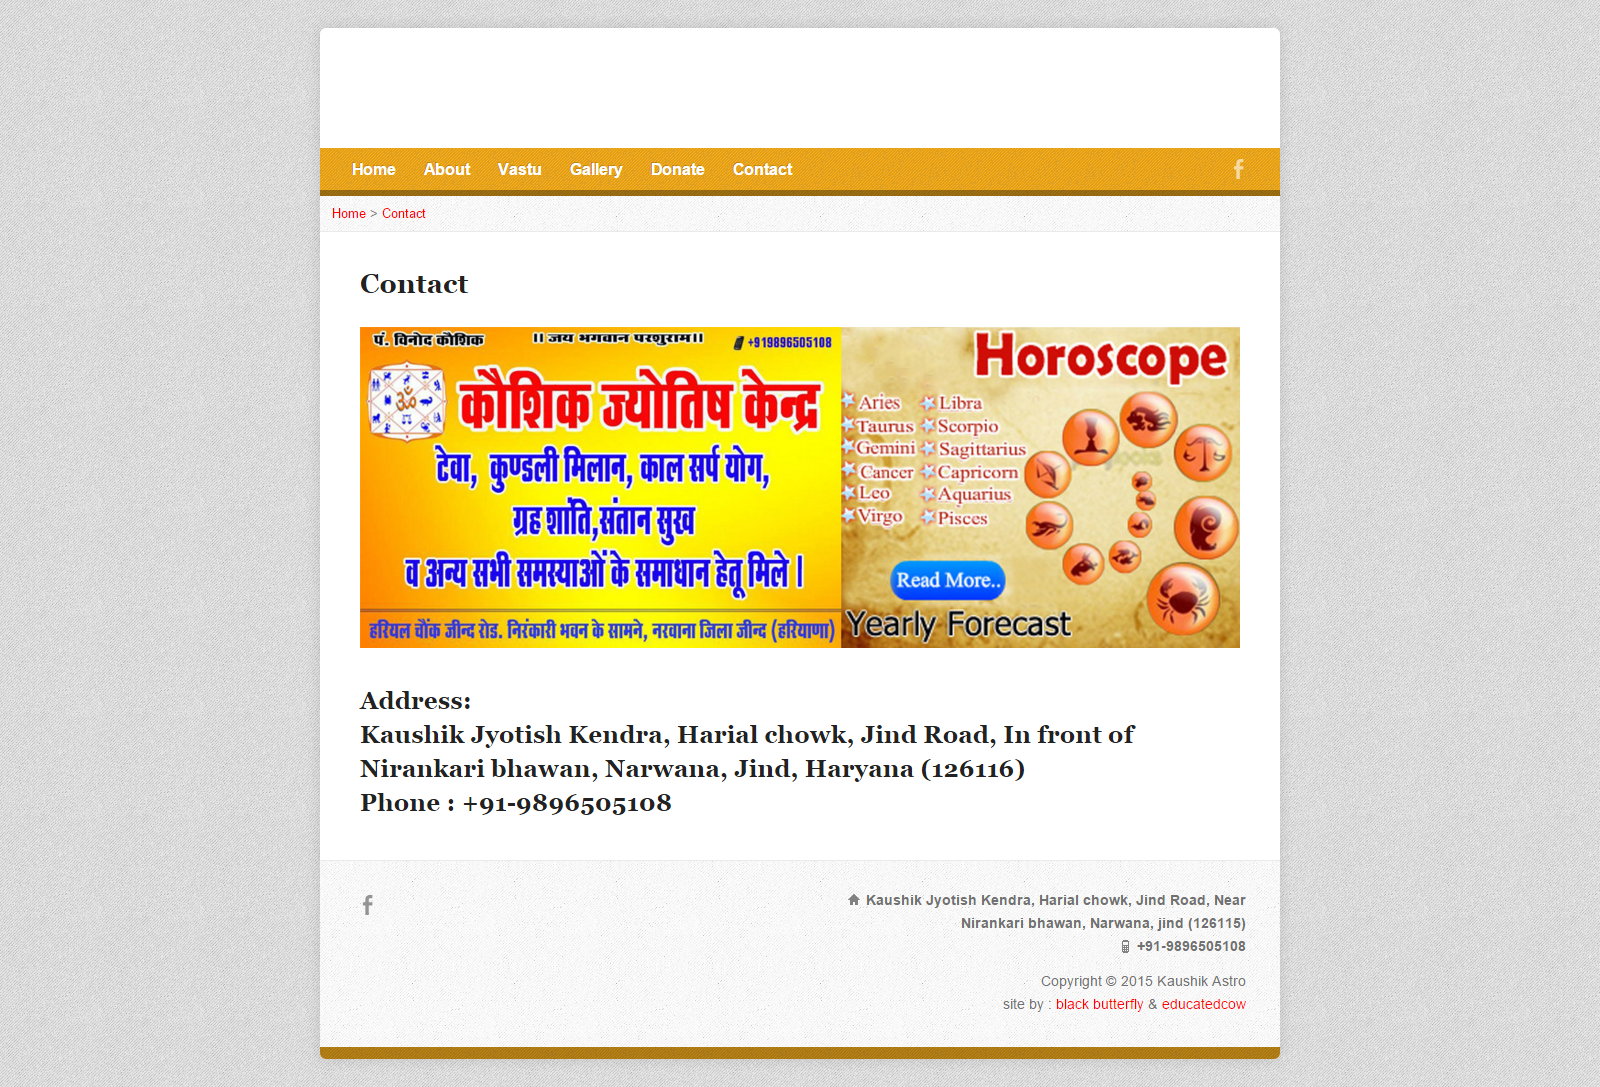 Home About Vastu Gallery Donate Contact
Home > Contact
Contact
पं. विनोद कौशिक
।। जय भगवान परशुराम।।
+919896505108
कौशिक ज्योतिष केन्द्र
टेवा, कुण्डली मिलान, काल सर्प योग,
ग्रह शांति,संतान सुख
व अन्य सभी समस्याओं के समाधान हेतू मिले ।
हरियल चौंक जीन्द रोड. निरंकारी भवन के सामने, नरवाना जिला जीन्द (हरियाणा)
Horoscope
Aries
Taurus
Gemini
Cancer
Leo
Virgo
Libra
Scorpio
Sagittarius
Capricorn
Aquarius
Pisces
Read More..
Yearly Forecast
Address:
Kaushik Jyotish Kendra, Harial chowk, Jind Road, In front of
Nirankari bhawan, Narwana, Jind, Haryana (126116)
Phone : +91-9896505108
Kaushik Jyotish Kendra, Harial chowk, Jind Road, Near
Nirankari bhawan, Narwana, jind (126115)
+91-9896505108
Copyright © 2015 Kaushik Astro
site by : black butterfly & educatedcow